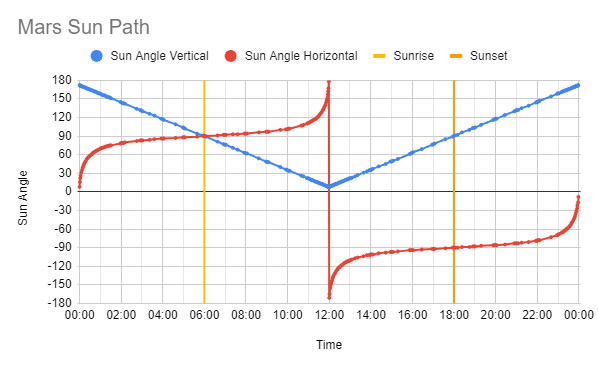 Mars Sun Path
Sun Angle Vertical Sun Angle Horizontal Sunrise Sunset
180
150
120
90
60
30
0
-30
-60
-90
-120
-150
-180
Sun Angle
00:00 02:00 04:00 06:00 08:00 10:00 12:00 14:00 16:00 18:00 20:00 22:00 00:00
Time